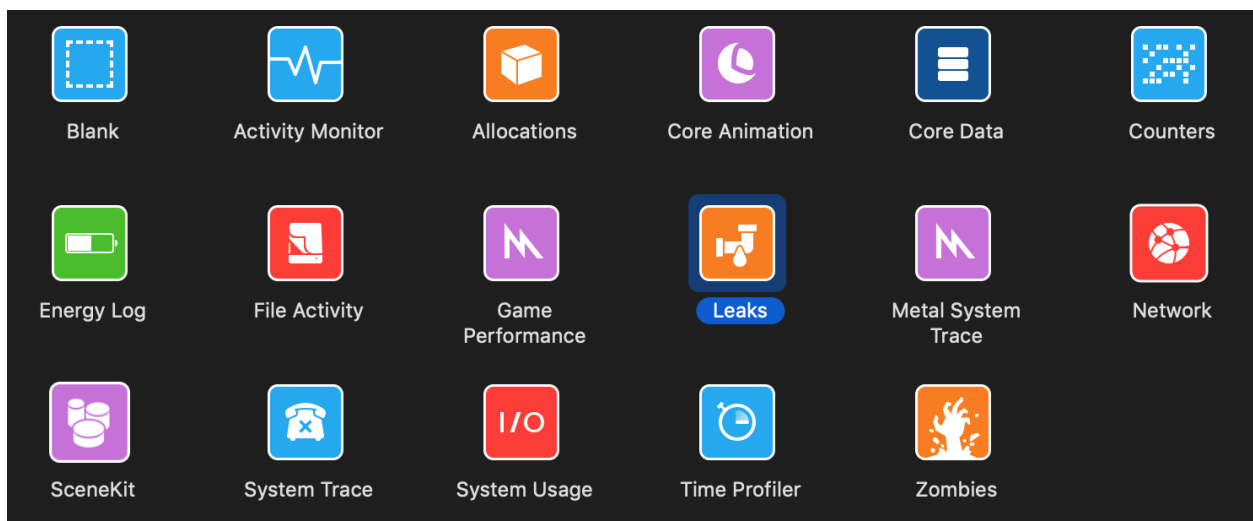 Blank
Activity Monitor
Allocations
Core Animation
Core Data
Counters
Energy Log
File Activity
Game
Performance
Leaks
Metal System
Trace
Network
SceneKit
System Trace
I/O
System Usage
Time Profiler
Zombies